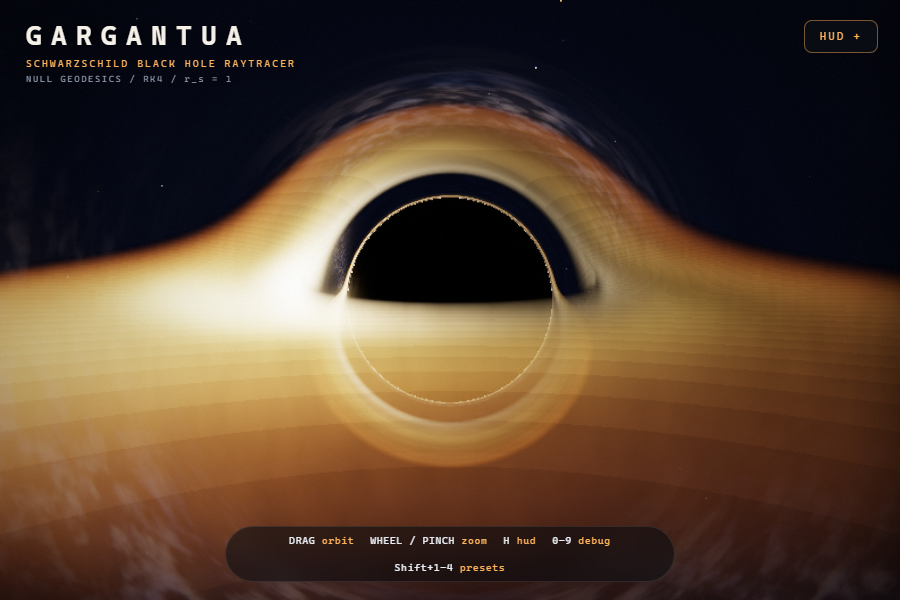 GARGANTUA
SCHWARZSCHILD BLACK HOLE RAYTRACER
NULL GEODESICS / RK4 / r_s = 1
HUD +
DRAG orbit WHEEL / PINCH zoom H hud 0–9 debug
Shift+1–4 presets